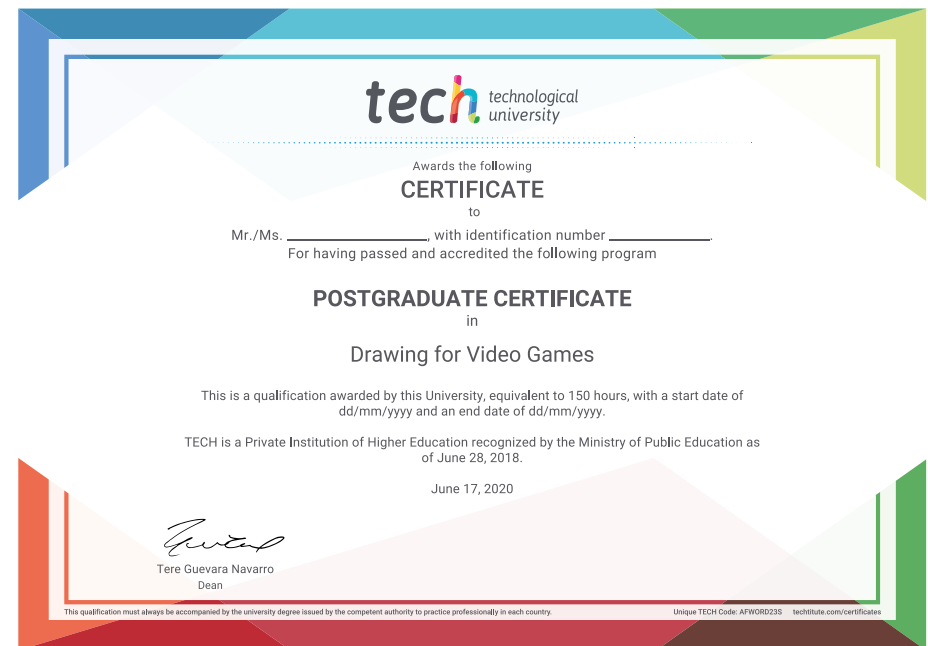 tech technological
university
Awards the following
CERTIFICATE
to
Mr./Ms. ____________, with identification number ____________.
For having passed and accredited the following program
POSTGRADUATE CERTIFICATE
in
Drawing for Video Games
This is a qualification awarded by this University, equivalent to 150 hours, with a start date of
dd/mm/yyyy and an end date of dd/mm/yyyy.
TECH is a Private Institution of Higher Education recognized by the Ministry of Public Education as
of June 28, 2018.
June 17, 2020
Tere Guevara Navarro
Dean
This qualification must always be accompanied by the university degree issued by the competent authority to practice professionally in each country.
Unique TECH Code: AFWORD23S techtitute.com/certificates